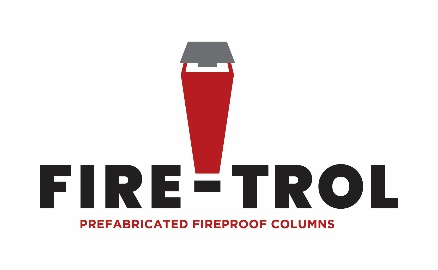 FIRE-TROL
PREFABRICATED FIREPROOF COLUMNS